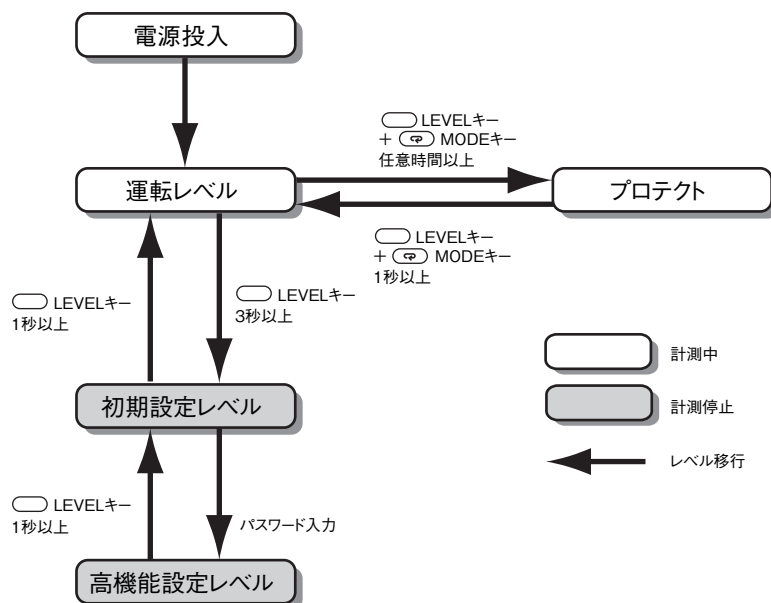 電源投入
LEVELキー
+ MODEキー
任意時間以上
運転レベル
プロテクト
LEVELキー
+ MODEキー
1秒以上
LEVELキー
1秒以上
LEVELキー
3秒以上
計測中
初期設定レベル
計測停止
レベル移行
LEVELキー
1秒以上
パスワード入力
高機能設定レベル